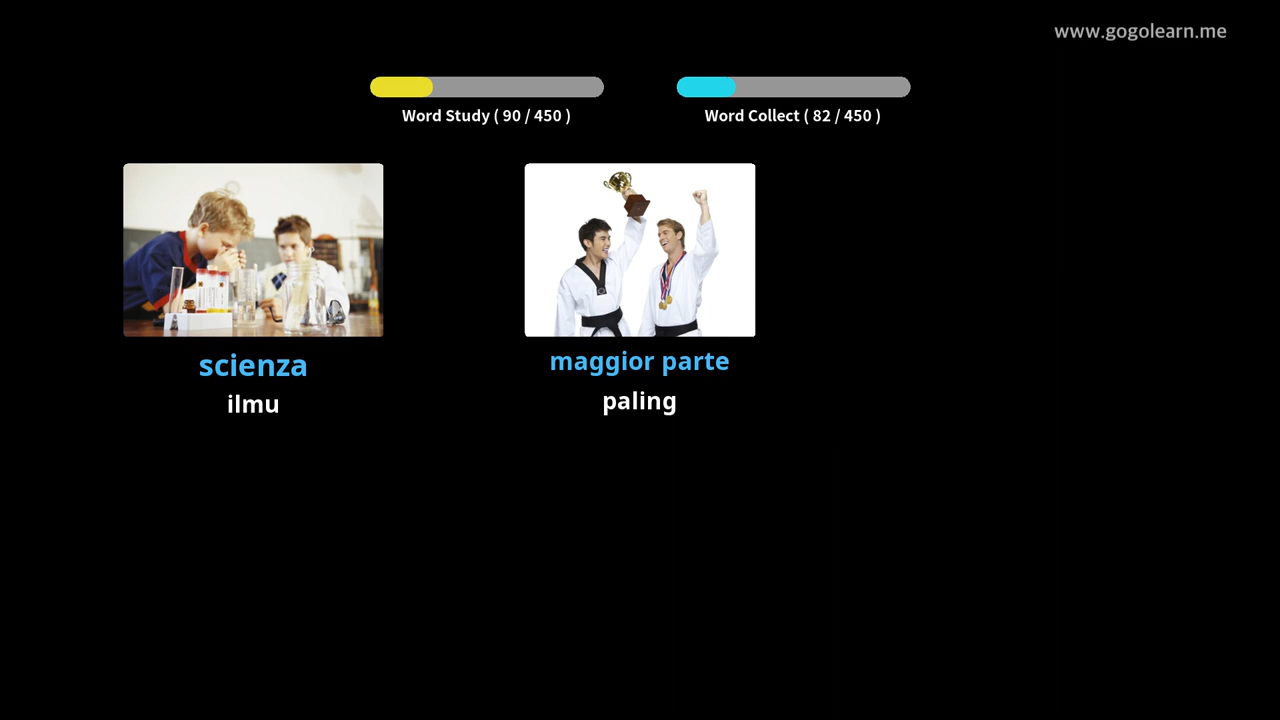 www.gogolearn.me
Word Study ( 90 / 450 )
Word Collect ( 82 / 450 )
scienza
ilmu
maggior parte
paling